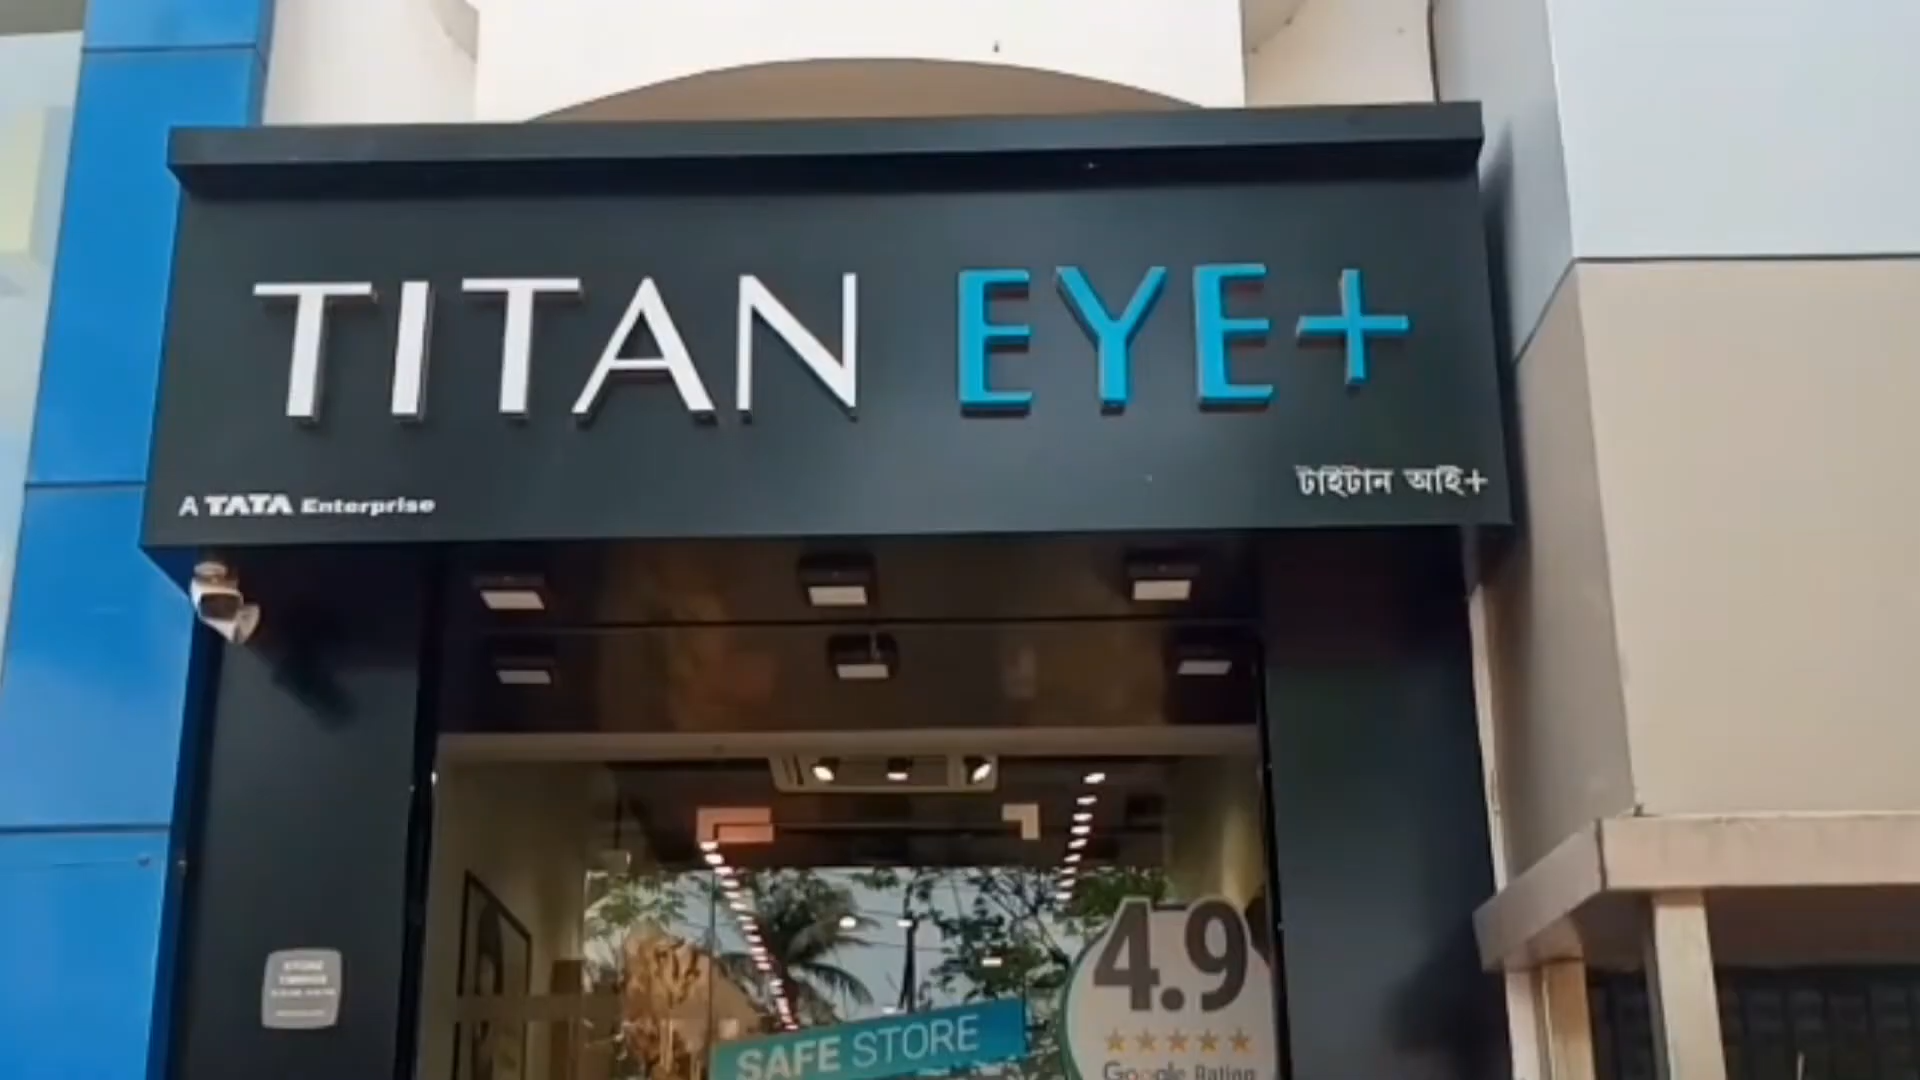 TITAN EYE+
টাইটান আই+
A TATA Enterprise
SAFE STORE
4.9
Google Rating